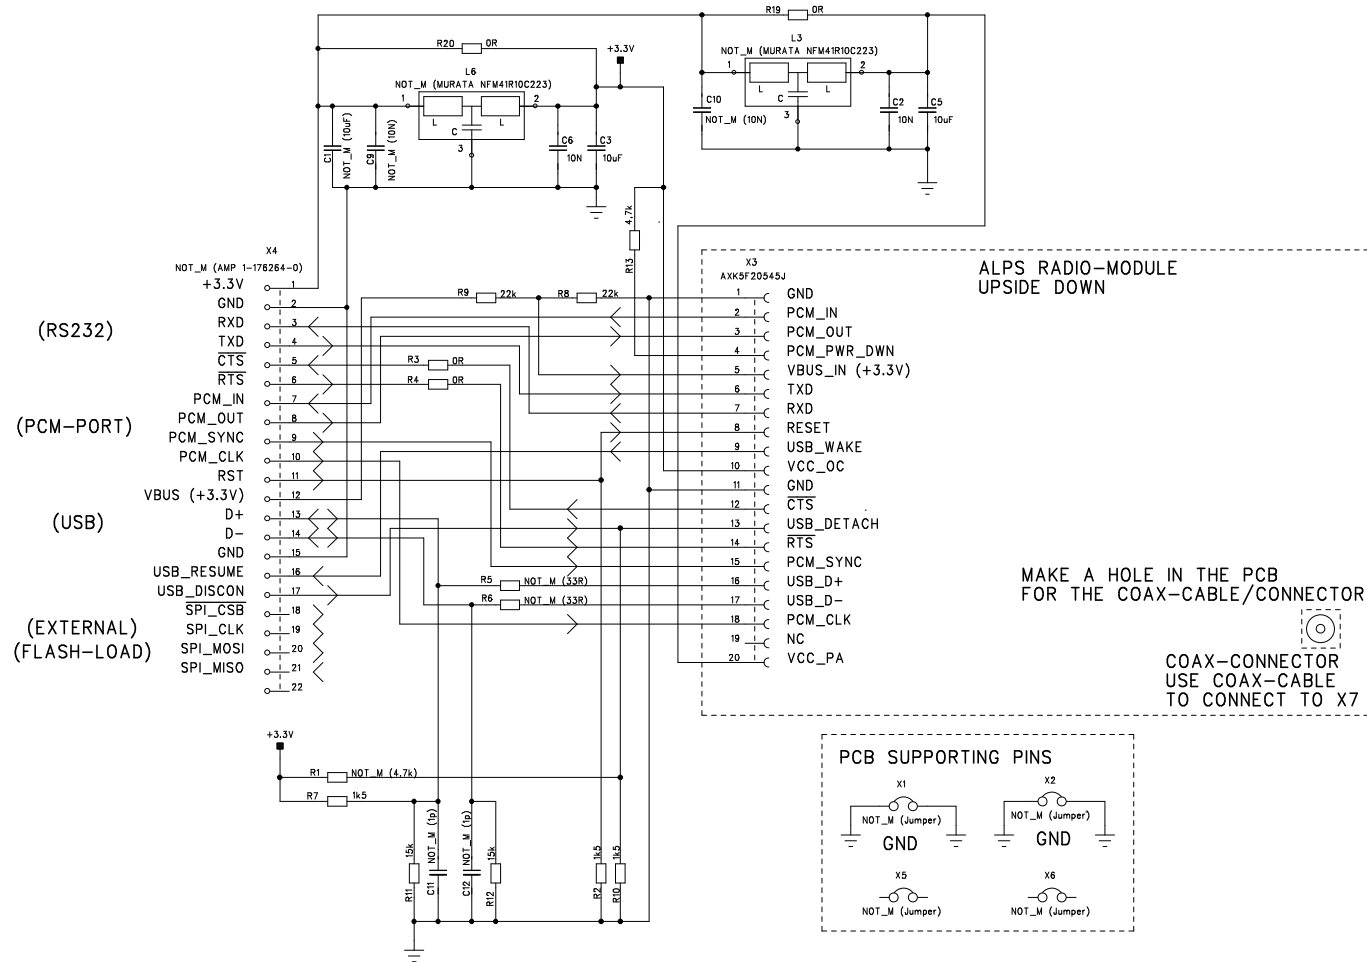 R19 0R
R20 0R
+3.3V
L3
NOT_M (MURATA NFM41R10C223)
1 2
L L
C
3
C10
NOT_M (10N)
C2
10N
C5
10uF
L6
NOT_M (MURATA NFM41R10C223)
1 2
L L
C
3
C1
NOT_M (10uF)
C9
NOT_M (10N)
C6
10N
C3
10uF
4,7k
R13
X4
NOT_M (AMP 1-176264-0)
+3.3V 1
GND 2
RXD 3
TXD 4
CTS 5
RTS 6
PCM_IN 7
PCM_OUT 8
PCM_SYNC 9
PCM_CLK 10
RST 11
VBUS (+3.3V) 12
D+ 13
D- 14
GND 15
USB_RESUME 16
USB_DISCON 17
SPI_CSB 18
SPI_CLK 19
SPI_MOSI 20
SPI_MISO 21
22
(RS232)
(PCM-PORT)
(USB)
(EXTERNAL)
(FLASH-LOAD)
R9 22k
R8 22k
R3 0R
R4 0R
R5 NOT_M (33R)
R6 NOT_M (33R)
X3
AXK5F20545J
1 GND
2 PCM_IN
3 PCM_OUT
4 PCM_PWR_DWN
5 VBUS_IN (+3.3V)
6 TXD
7 RXD
8 RESET
9 USB_WAKE
10 VCC_OC
11 GND
12 CTS
13 USB_DETACH
14 RTS
15 PCM_SYNC
16 USB_D+
17 USB_D-
18 PCM_CLK
19 NC
20 VCC_PA
ALPS RADIO-MODULE
UPSIDE DOWN
MAKE A HOLE IN THE PCB
FOR THE COAX-CABLE/CONNECTOR
COAX-CONNECTOR
USE COAX-CABLE
TO CONNECT TO X7
+3.3V
R1 NOT_M (4.7k)
R7 1k5
R11 15k
C11 NOT_M (1p)
C12 NOT_M (1p)
R12 15k
R2 1k5
R10 1k5
PCB SUPPORTING PINS
X1
NOT_M (Jumper)
GND
X2
NOT_M (Jumper)
GND
X5
NOT_M (Jumper)
X6
NOT_M (Jumper)